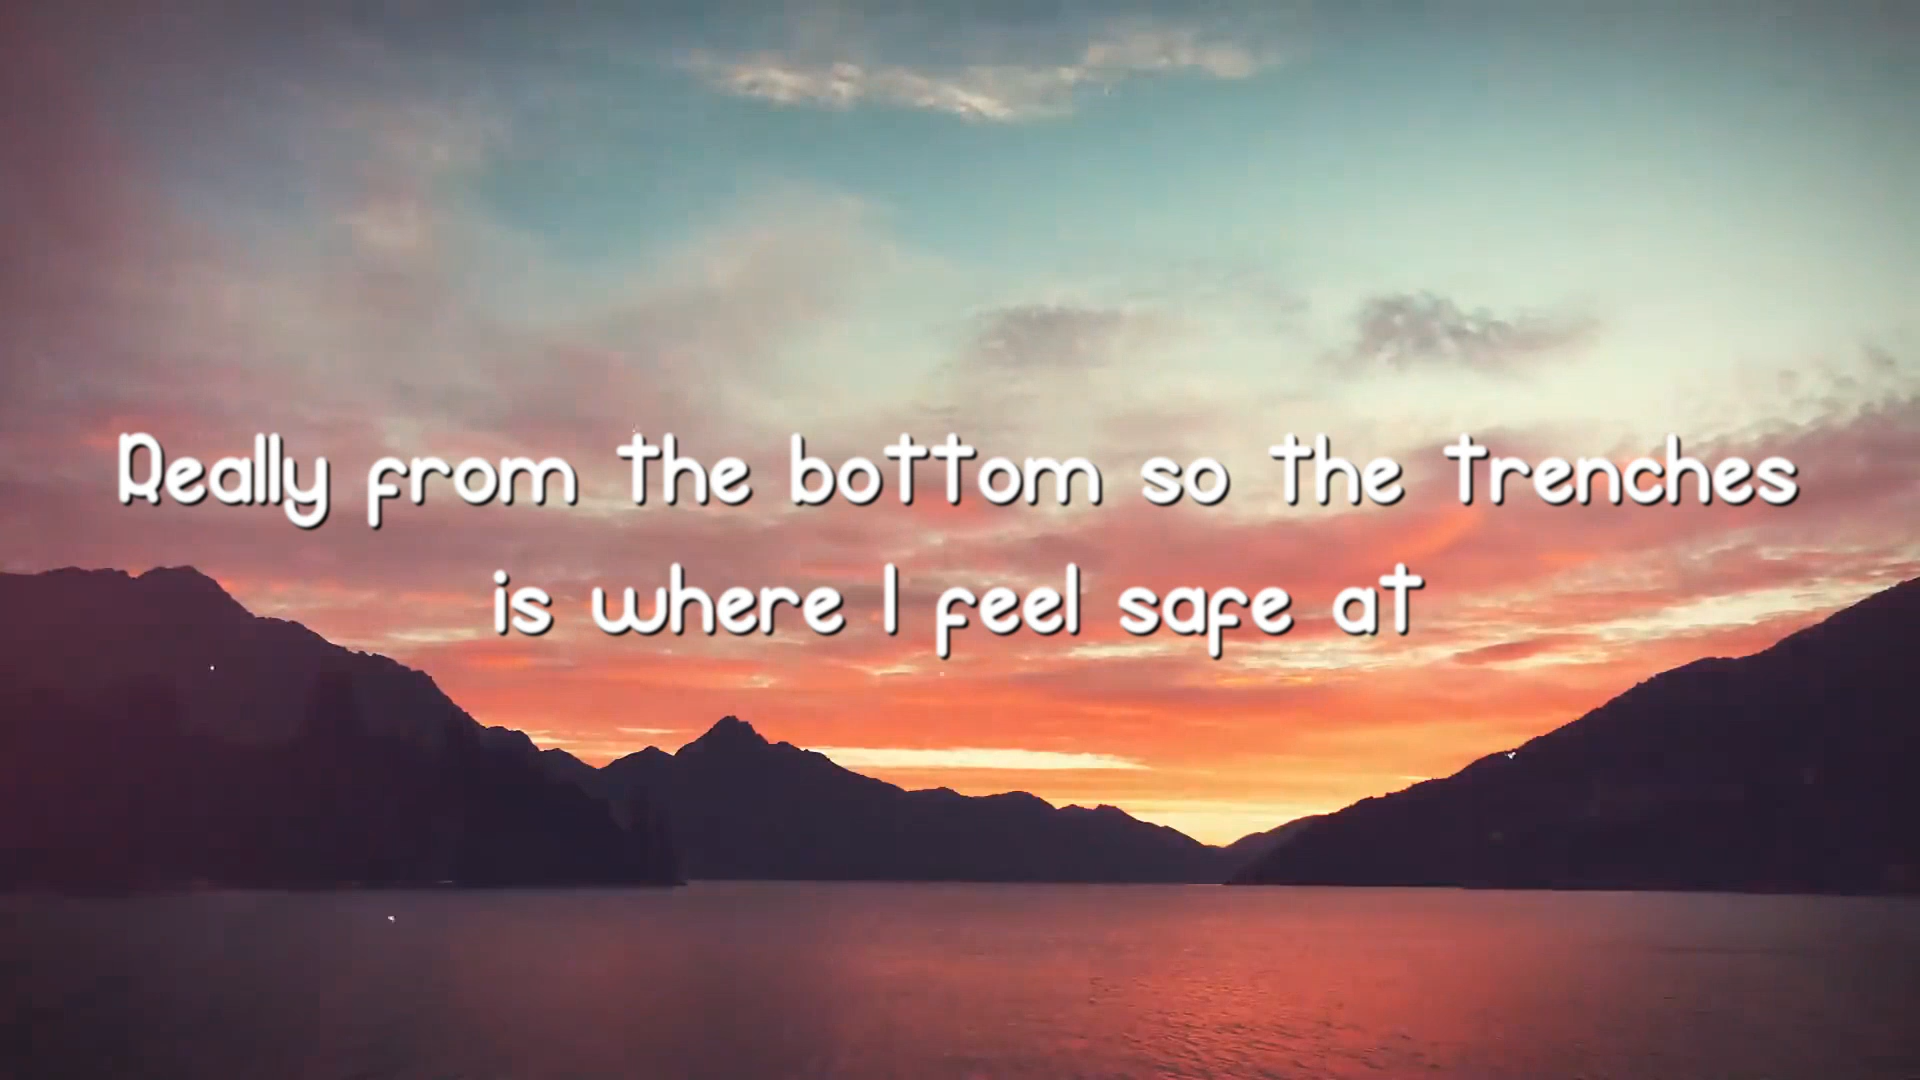 Really from the bottom so the trenches
is where I feel safe at